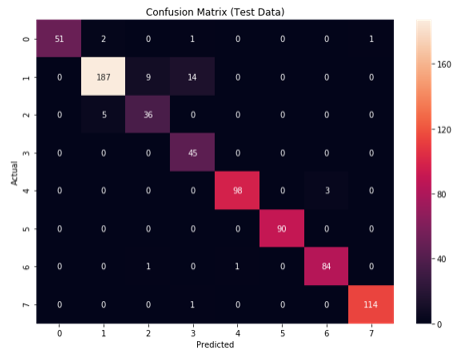 Confusion Matrix (Test Data)
0 51 2 0 1 0 0 0 1
1 0 187 9 14 0 0 0 0
2 0 5 36 0 0 0 0 0
3 0 0 0 45 0 0 0 0
4 0 0 0 0 98 0 3 0
5 0 0 0 0 0 90 0 0
6 0 0 1 0 1 0 84 0
7 0 0 0 1 0 0 0 114
0 1 2 3 4 5 6 7
Actual
Predicted
160
120
80
40
0